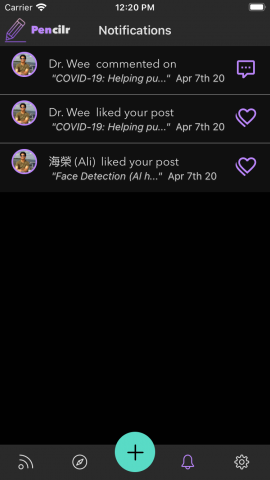 Carrier 12:20 PM
Pencilr Notifications
Dr. Wee commented on
"COVID-19: Helping pu..." Apr 7th 20
Dr. Wee liked your post
"COVID-19: Helping pu..." Apr 7th 20
海榮 (Ali) liked your post
"Face Detection (AI h..." Apr 7th 20